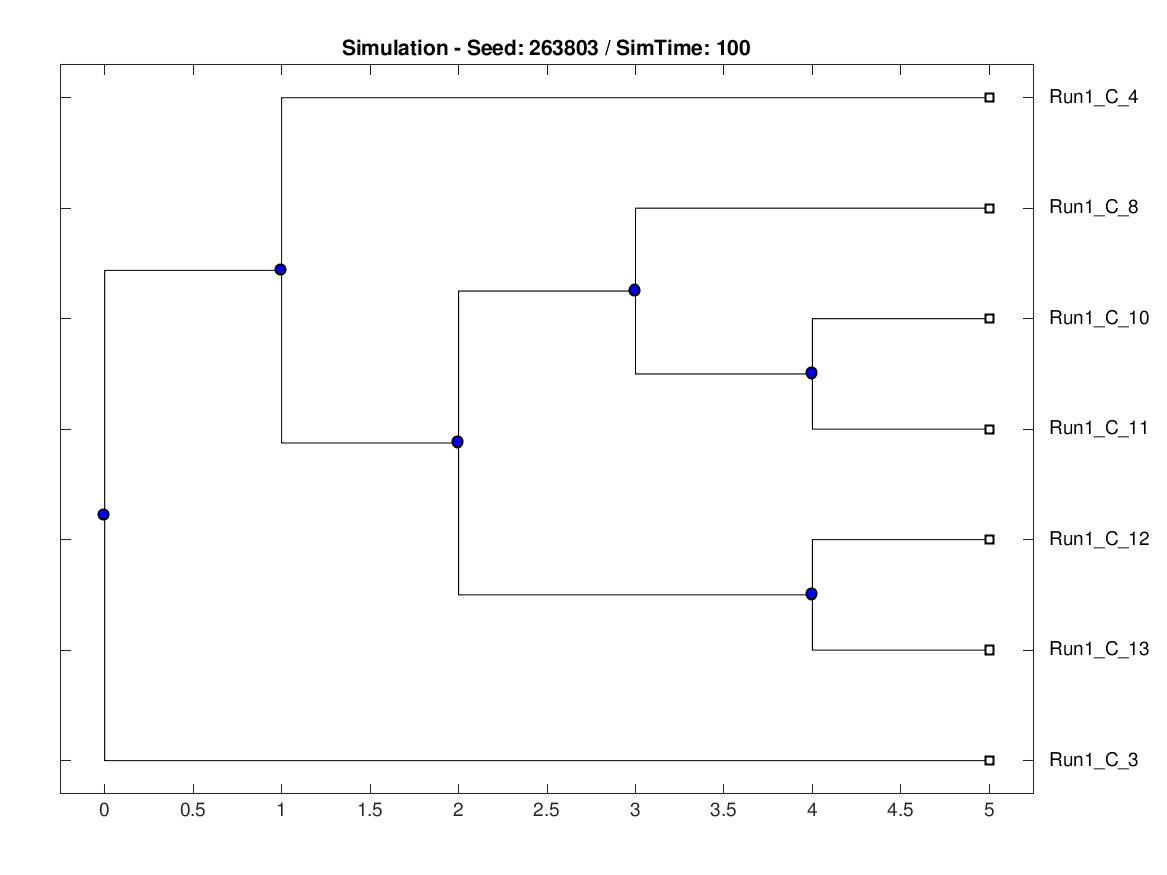 Simulation - Seed: 263803 / SimTime: 100
Run1_C_4
Run1_C_8
Run1_C_10
Run1_C_11
Run1_C_12
Run1_C_13
Run1_C_3
0 0.5 1 1.5 2 2.5 3 3.5 4 4.5 5